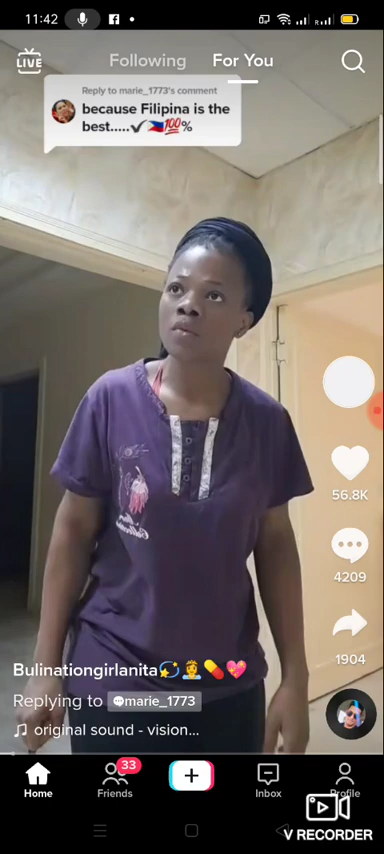 11:42
LIVE
Following For You
Reply to marie_1773's comment
because Filipina is the
best.....✔🇵🇭💯%
56.8K
4209
1904
Bulinationgirlanita💫💆💊💖
Replying to 💬marie_1773
♫ original sound - vision...
33
Home Friends Inbox Profile
V RECORDER